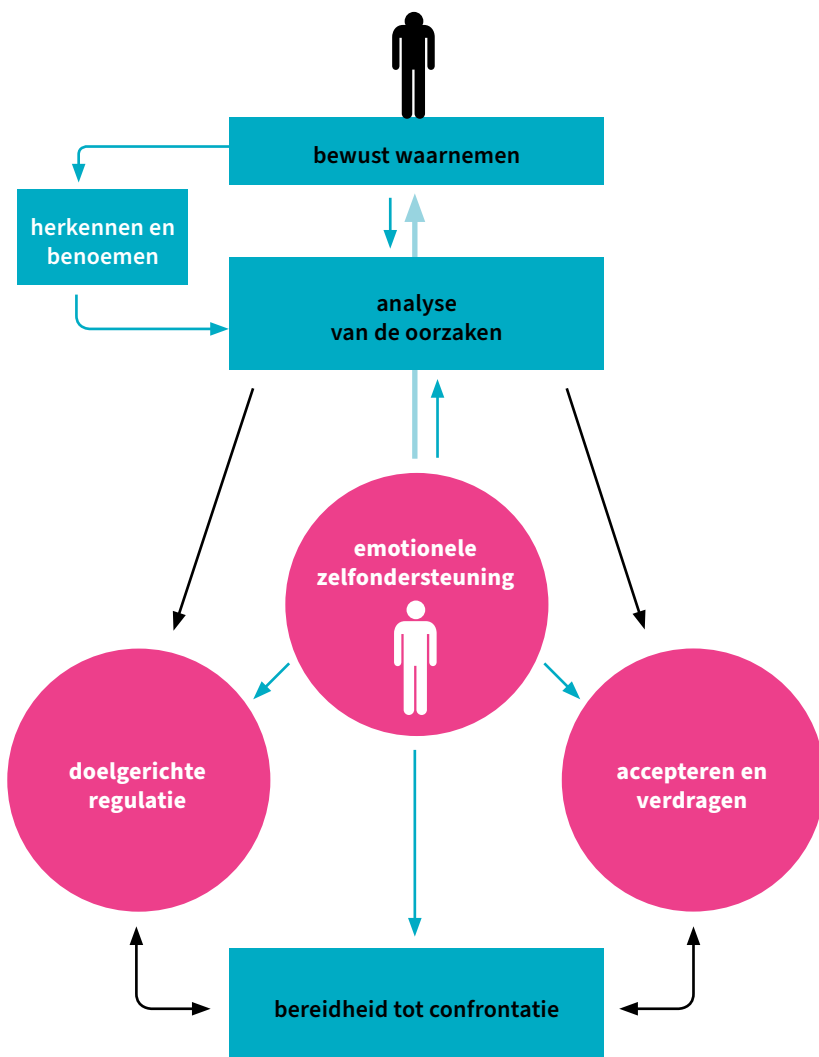 bewust waarnemen
herkennen en
benoemen
analyse
van de oorzaken
emotionele
zelfondersteuning
doelgerichte
regulatie
accepteren en
verdragen
bereidheid tot confrontatie